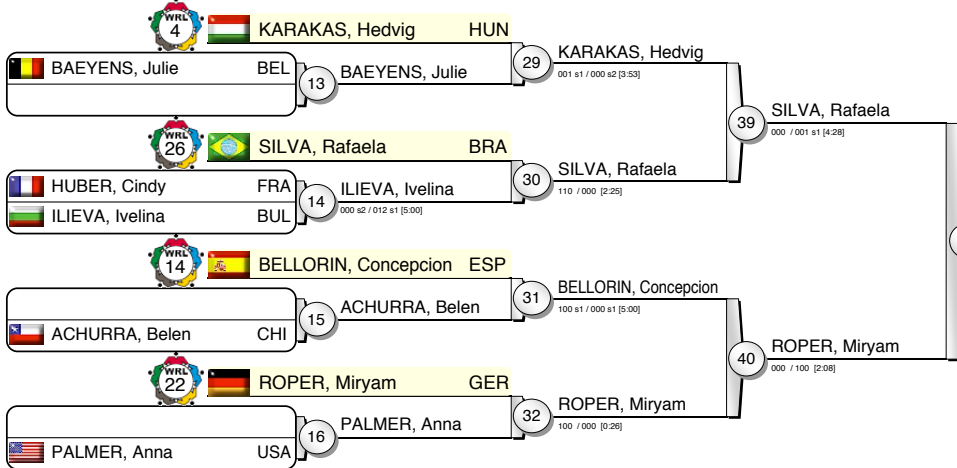 WRL 4 KARAKAS, Hedvig HUN
BAEYENS, Julie BEL
13 BAEYENS, Julie
29 KARAKAS, Hedvig
001 s1 / 000 s2 [3:53]
WRL 26 SILVA, Rafaela BRA
HUBER, Cindy FRA
ILIEVA, Ivelina BUL
14 ILIEVA, Ivelina
000 s2 / 012 s1 [5:00]
30 SILVA, Rafaela
110 / 000 [2:25]
39 SILVA, Rafaela
000 / 001 s1 [4:28]
WRL 14 BELLORIN, Concepcion ESP
ACHURRA, Belen CHI
15 ACHURRA, Belen
31 BELLORIN, Concepcion
100 s1 / 000 s1 [5:00]
WRL 22 ROPER, Miryam GER
PALMER, Anna USA
16 PALMER, Anna
32 ROPER, Miryam
100 / 000 [0:26]
40 ROPER, Miryam
000 / 100 [2:08]